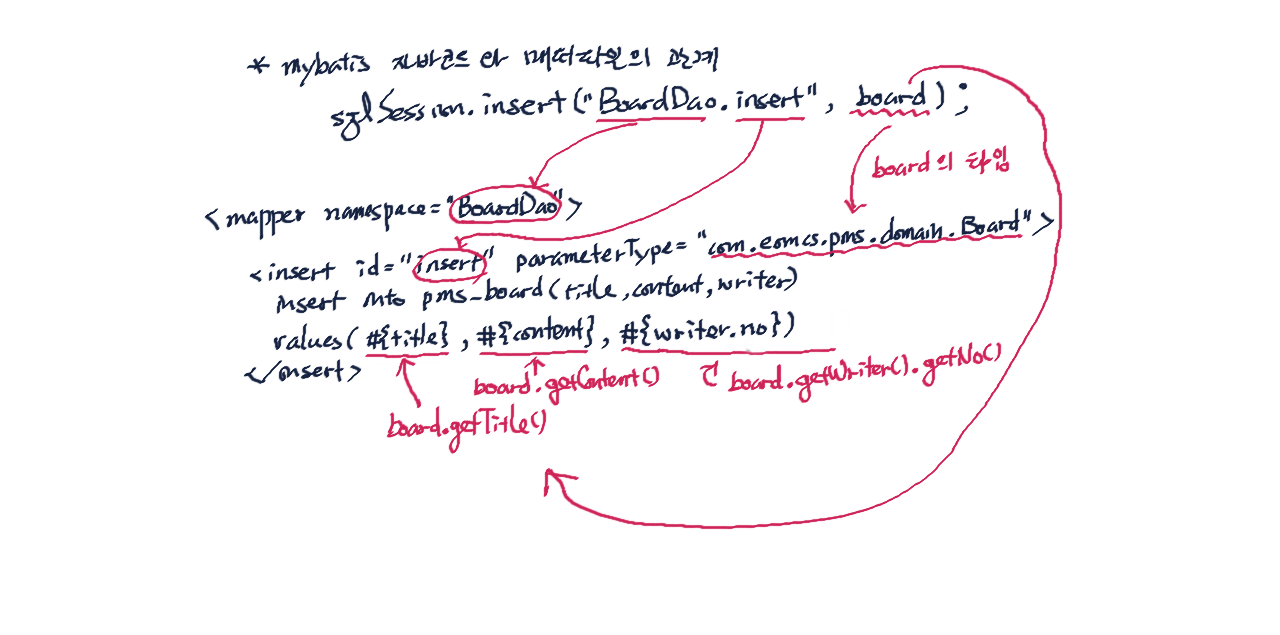 * mybatis 자바코드와 매퍼파일의 관계
sqlSession.insert("BoardDao.insert", board);
board의 타입
<mapper namespace="BoardDao">
<insert id="insert" parameterType="com.eomcs.pms.domain.Board">
insert into pms_board(title,content,writer)
values(#{title}, #{content}, #{writer.no})
</insert>
board.getContent()
board.getWriter().getNo()
board.getTitle()